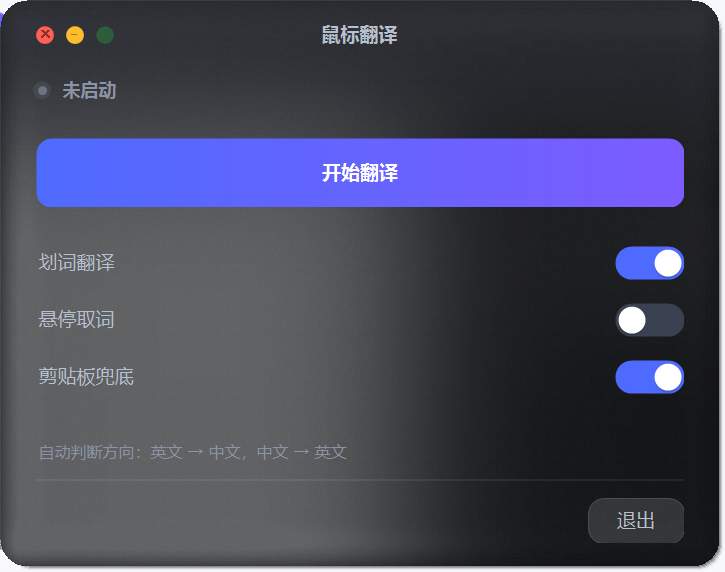 鼠标翻译
未启动
开始翻译
划词翻译
悬停取词
剪贴板兜底
自动判断方向：英文 → 中文，中文 → 英文
退出